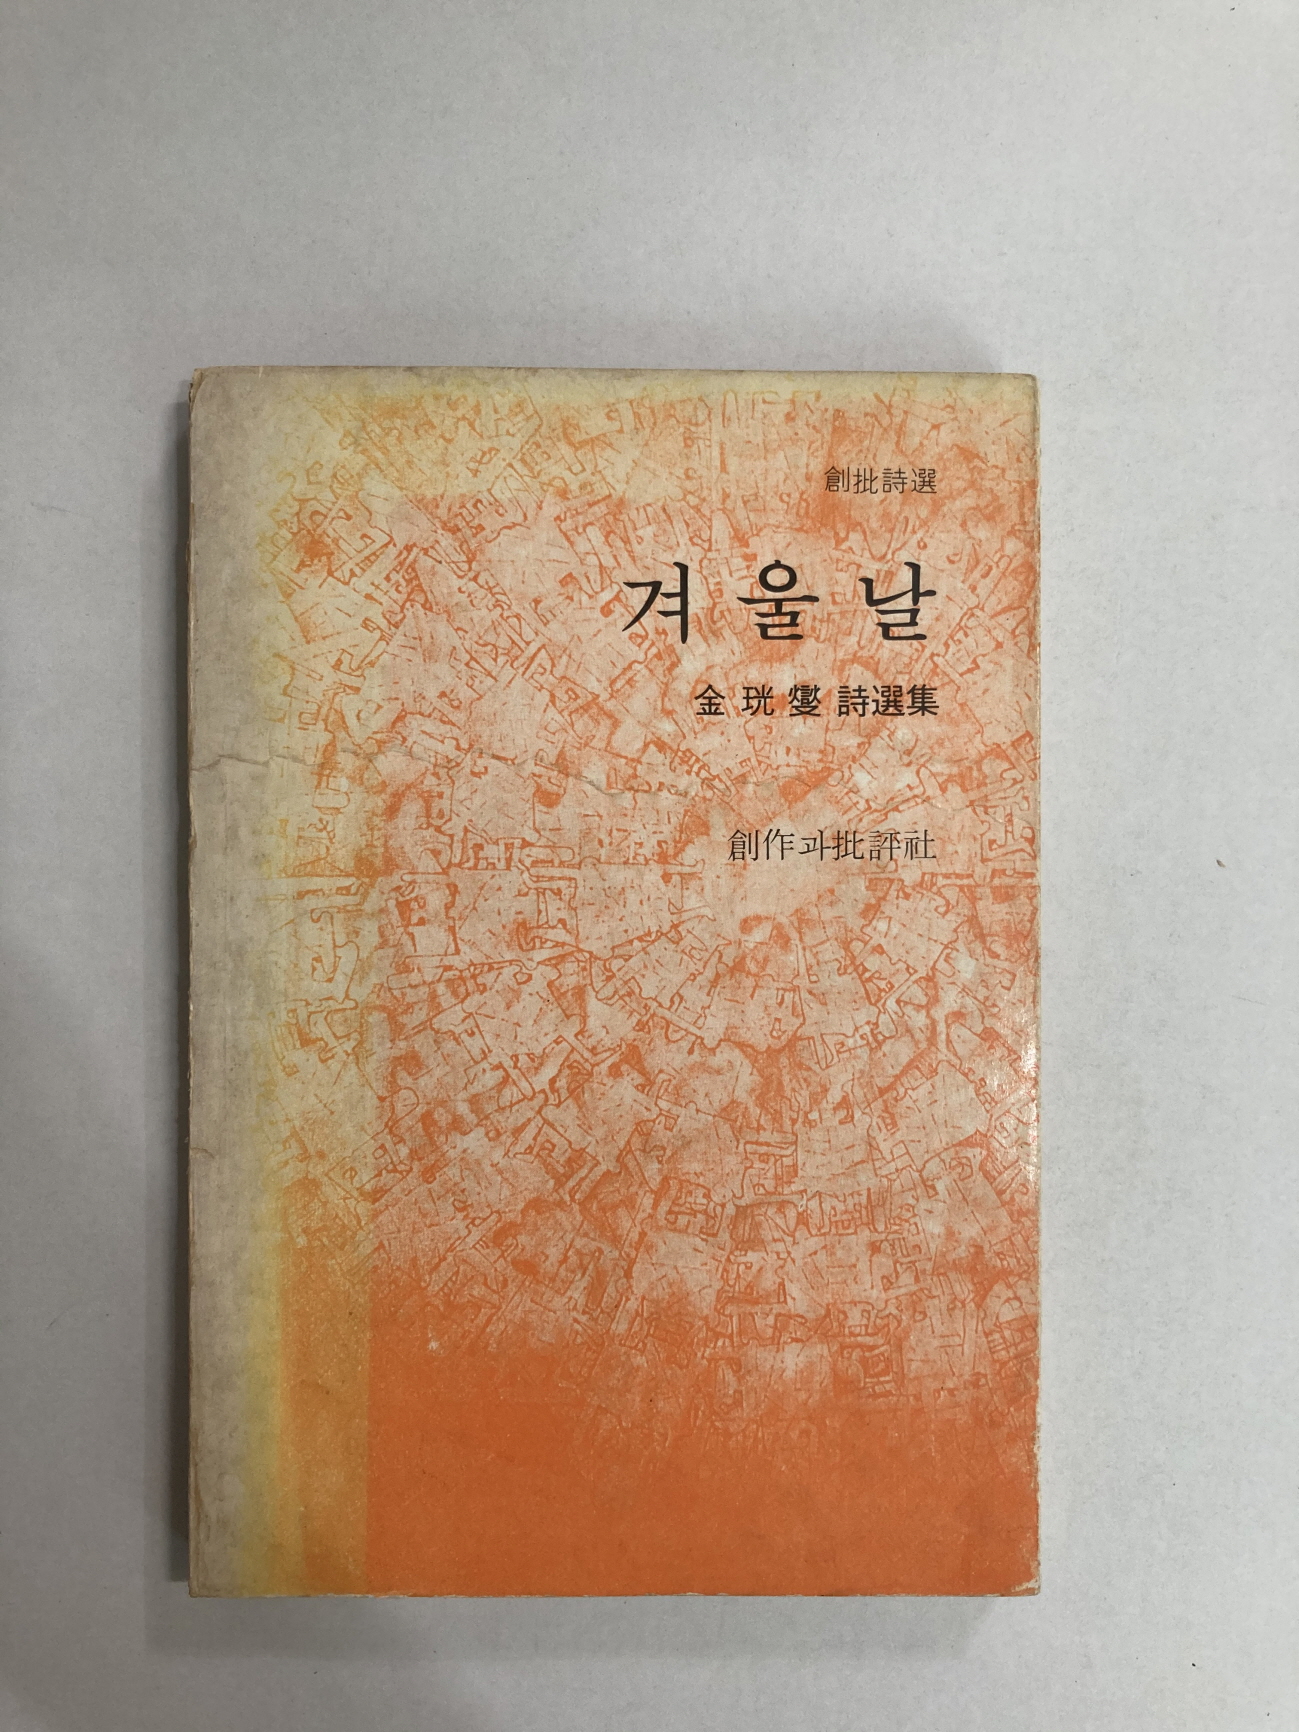 創批詩選
겨울날
金珖燮 詩選集
創作과批評社